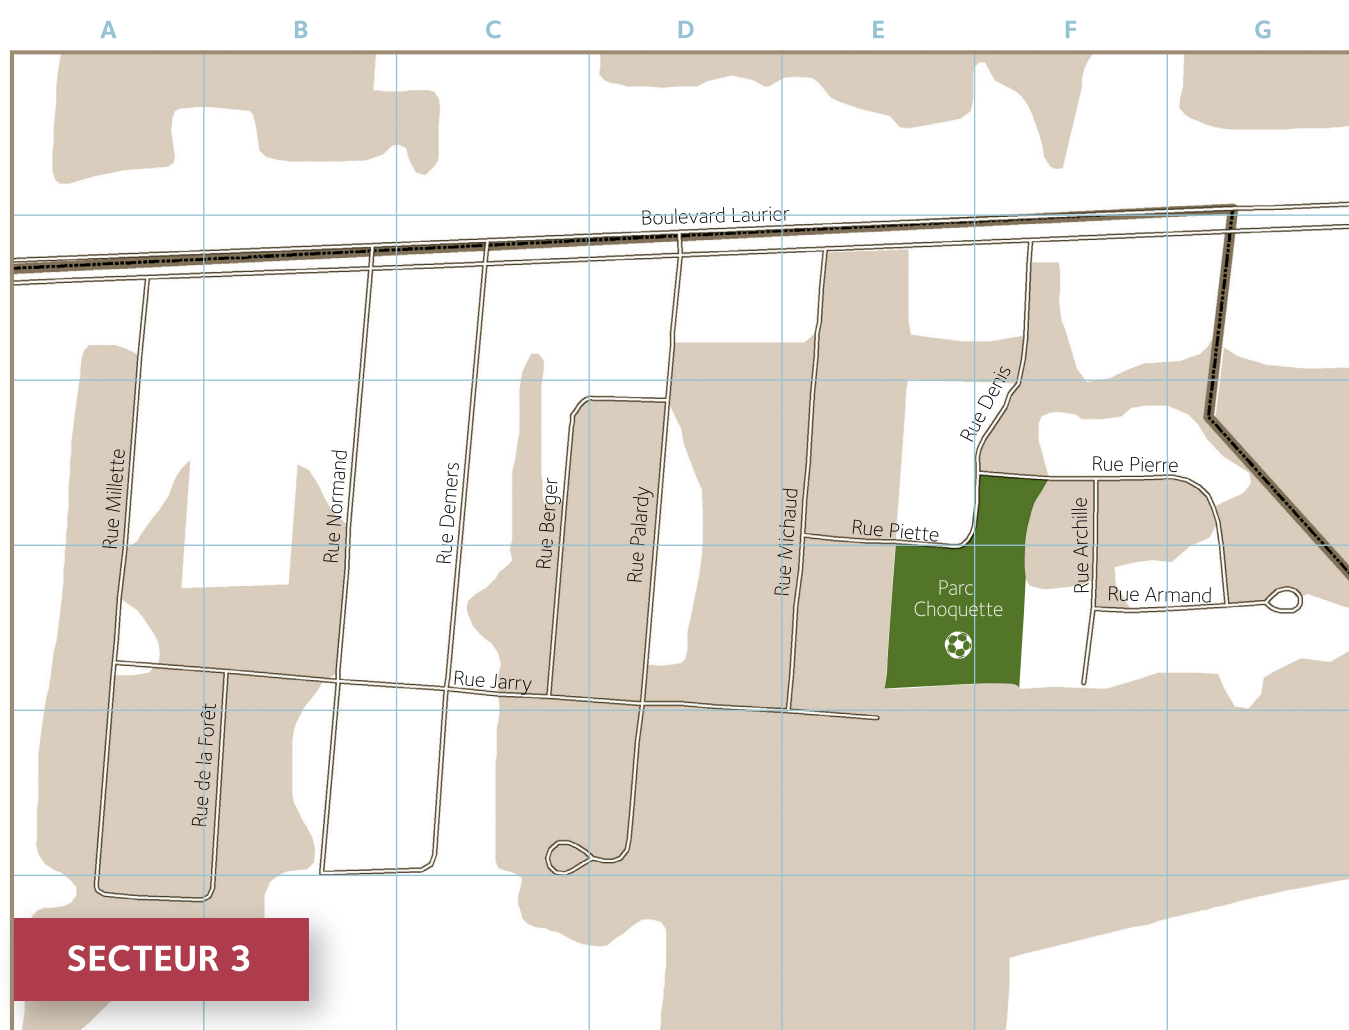 A B C D E F G
Boulevard Laurier
Rue Denis
Rue Pierre
Rue Millette
Rue Normand
Rue Demers
Rue Berger
Rue Palardy
Rue Michaud
Rue Piette
Rue Archille
Parc
Choquette
Rue Armand
Rue Jarry
Rue de la Forêt
SECTEUR 3